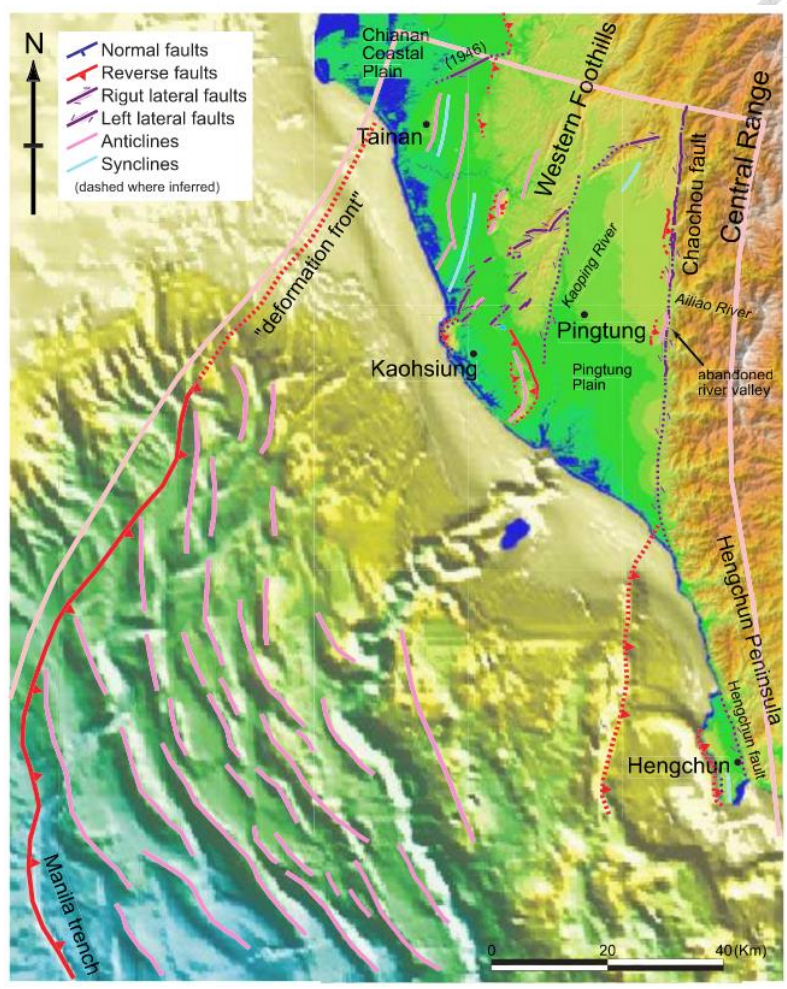 N
Normal faults
Reverse faults
Rigut lateral faults
Left lateral faults
Anticlines
Synclines
(dashed where inferred)
Chianan
Coastal
Plain
(1946)
Western Foothills
Central Range
Tainan
Chaochou fault
"deformation front"
Kaoping River
Ailiao River
Pingtung
Kaohsiung
Pingtung
Plain
abandoned
river valley
Hengchun Peninsula
Hengchun fault
Hengchun
Manila trench
0
20
40(Km)